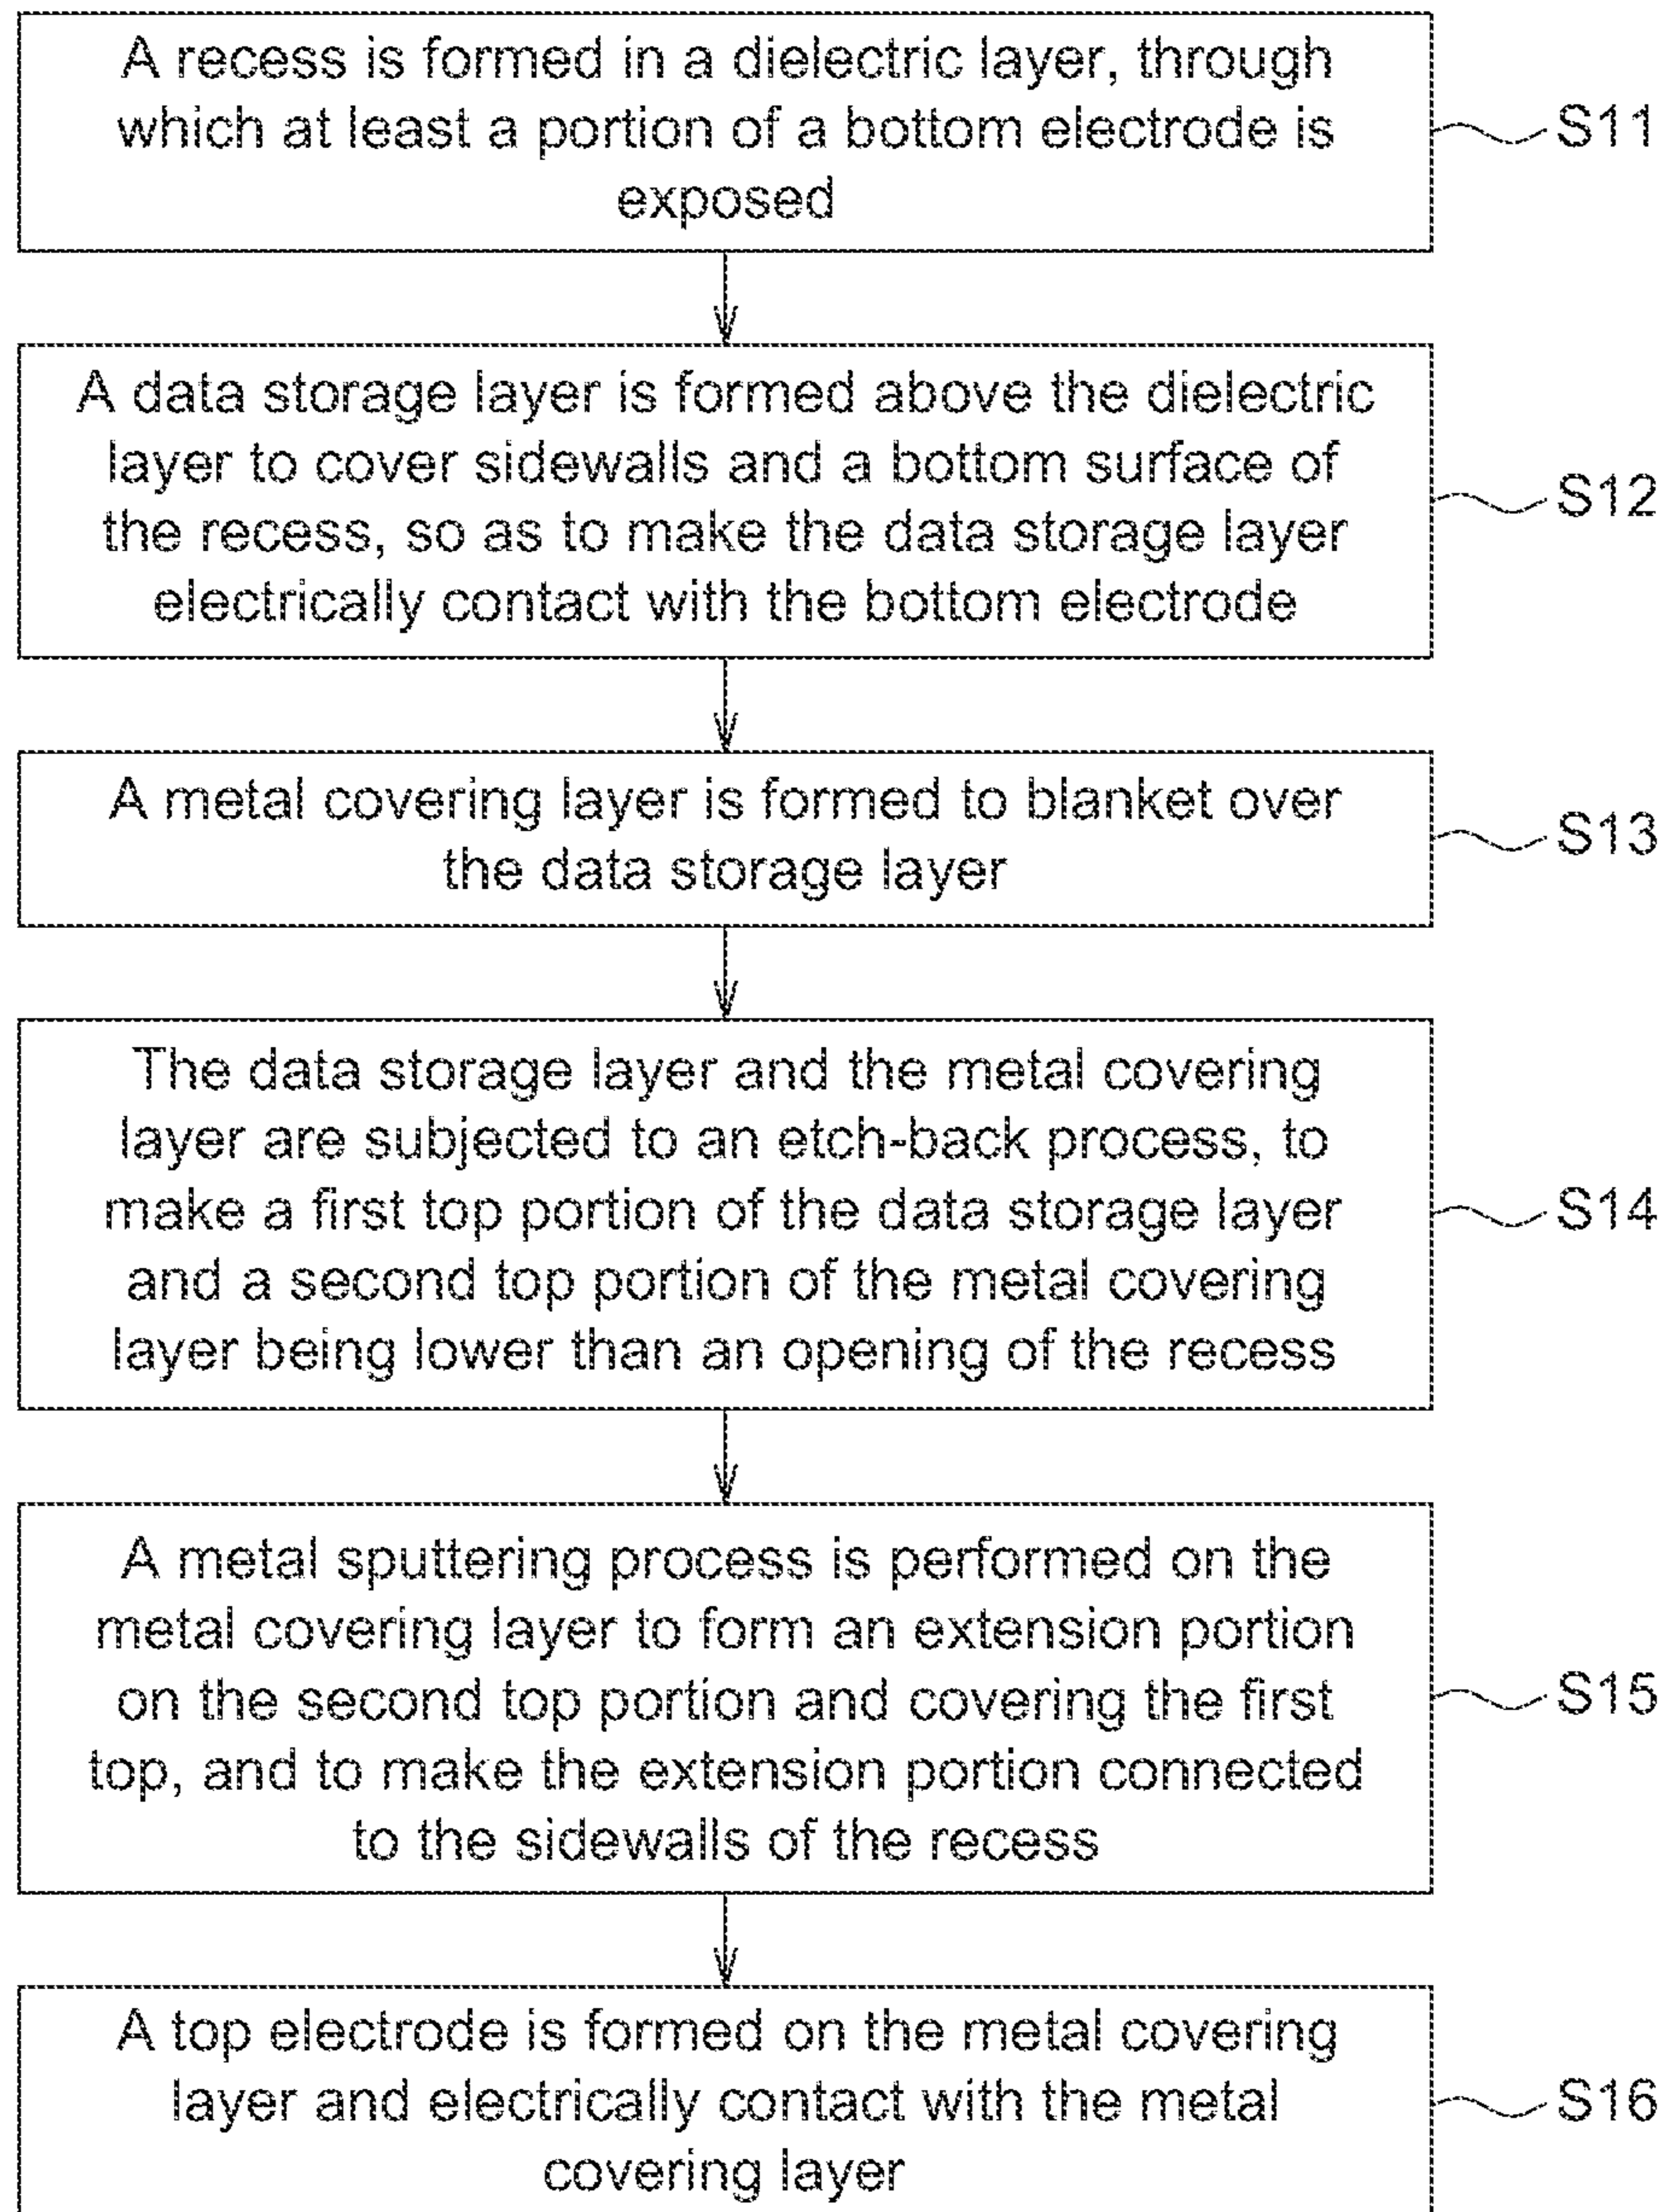 A recess is formed in a dielectric layer, through
which at least a portion of a bottom electrode is
exposed
S11
A data storage layer is formed above the dielectric
layer to cover sidewalls and a bottom surface of
the recess, so as to make the data storage layer
electrically contact with the bottom electrode
S12
A metal covering layer is formed to blanket over
the data storage layer
S13
The data storage layer and the metal covering
layer are subjected to an etch-back process, to
make a first top portion of the data storage layer
and a second top portion of the metal covering
layer being lower than an opening of the recess
S14
A metal sputtering process is performed on the
metal covering layer to form an extension portion
on the second top portion and covering the first
top, and to make the extension portion connected
to the sidewalls of the recess
S15
A top electrode is formed on the metal covering
layer and electrically contact with the metal
covering layer
S16